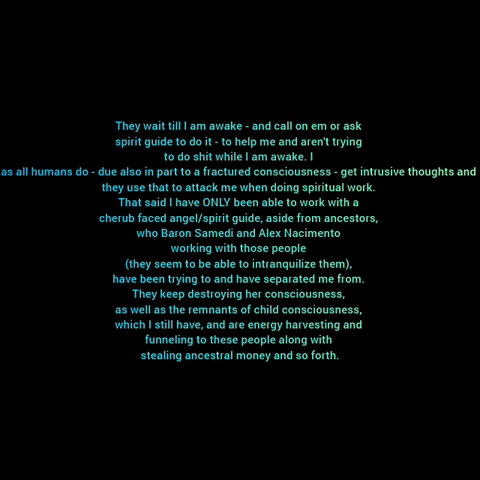 They wait till I am awake - and call on em or ask
spirit guide to do it - to help me and aren't trying
to do shit while I am awake. I
as all humans do - due also in part to a fractured consciousness - get intrusive thoughts and
they use that to attack me when doing spiritual work.
That said I have ONLY been able to work with a
cherub faced angel/spirit guide, aside from ancestors,
who Baron Samedi and Alex Nacimento
working with those people
(they seem to be able to intranquilize them),
have been trying to and have separated me from.
They keep destroying her consciousness,
as well as the remnants of child consciousness,
which I still have, and are energy harvesting and
funneling to these people along with
stealing ancestral money and so forth.